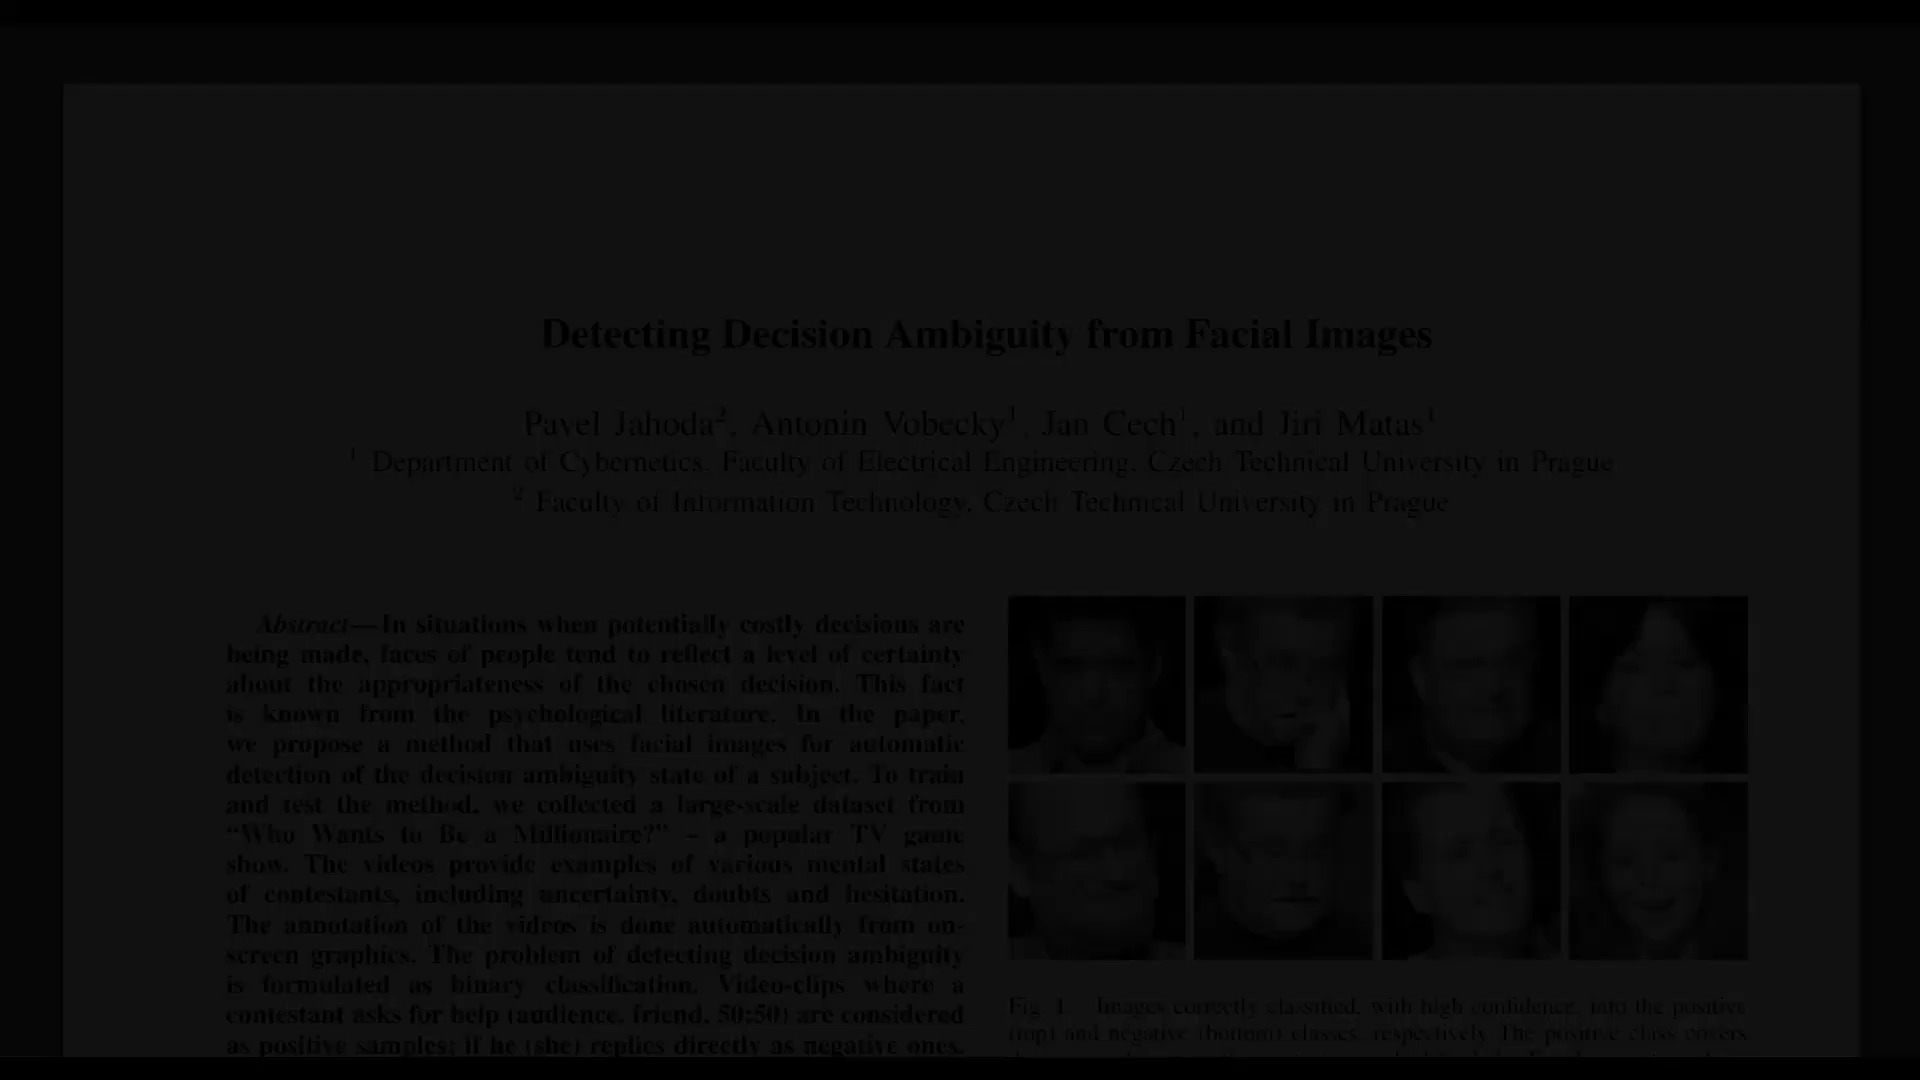 Detecting Decision Ambiguity from Facial Images
Pavel Jahoda², Antonin Vobecky¹, Jan Cech¹, and Jiri Matas¹
¹ Department of Cybernetics, Faculty of Electrical Engineering, Czech Technical University in Prague
² Faculty of Information Technology, Czech Technical University in Prague
Abstract—In situations when potentially costly decisions are
being made, faces of people tend to reflect a level of certainty
about the appropriateness of the chosen decision. This fact
is known from the psychological literature. In the paper,
we propose a method that uses facial images for automatic
detection of the decision ambiguity state of a subject. To train
and test the method, we collected a large-scale dataset from
“Who Wants to Be a Millionaire?” – a popular TV game
show. The videos provide examples of various mental states
of contestants, including uncertainty, doubts and hesitation.
The annotation of the videos is done automatically from on-
screen graphics. The problem of detecting decision ambiguity
is formulated as binary classification. Video-clips where a
contestant asks for help (audience, friend, 50:50) are considered
as positive samples; if he (she) replies directly as negative ones.
Fig. 1. Images correctly classified, with high confidence, into the positive
(top) and negative (bottom) classes, respectively. The positive class covers